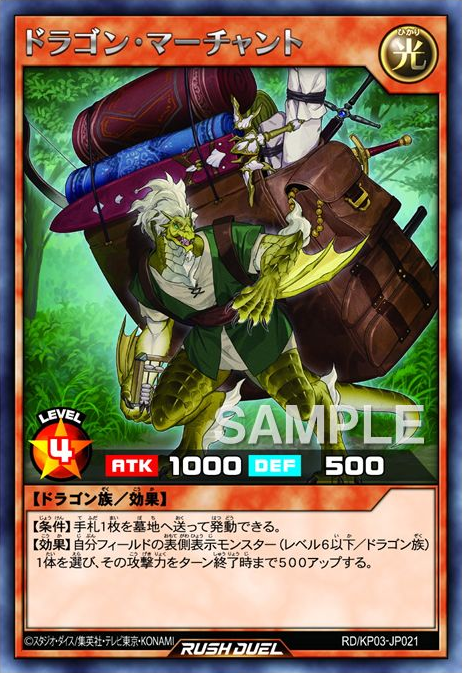 ドラゴン・マーチャント
ひかり
光
SAMPLE
LEVEL
4
ATK 1000 DEF 500
【ドラゴン族/効果】
【条件】手札1枚を墓地へ送って発動できる。
【効果】自分フィールドの表側表示モンスター(レベル6以下/ドラゴン族)
1体を選び、その攻撃力をターン終了時まで500アップする。
©スタジオ・ダイス/集英社・テレビ東京・KONAMI
RUSH DUEL
RD/KP03-JP021